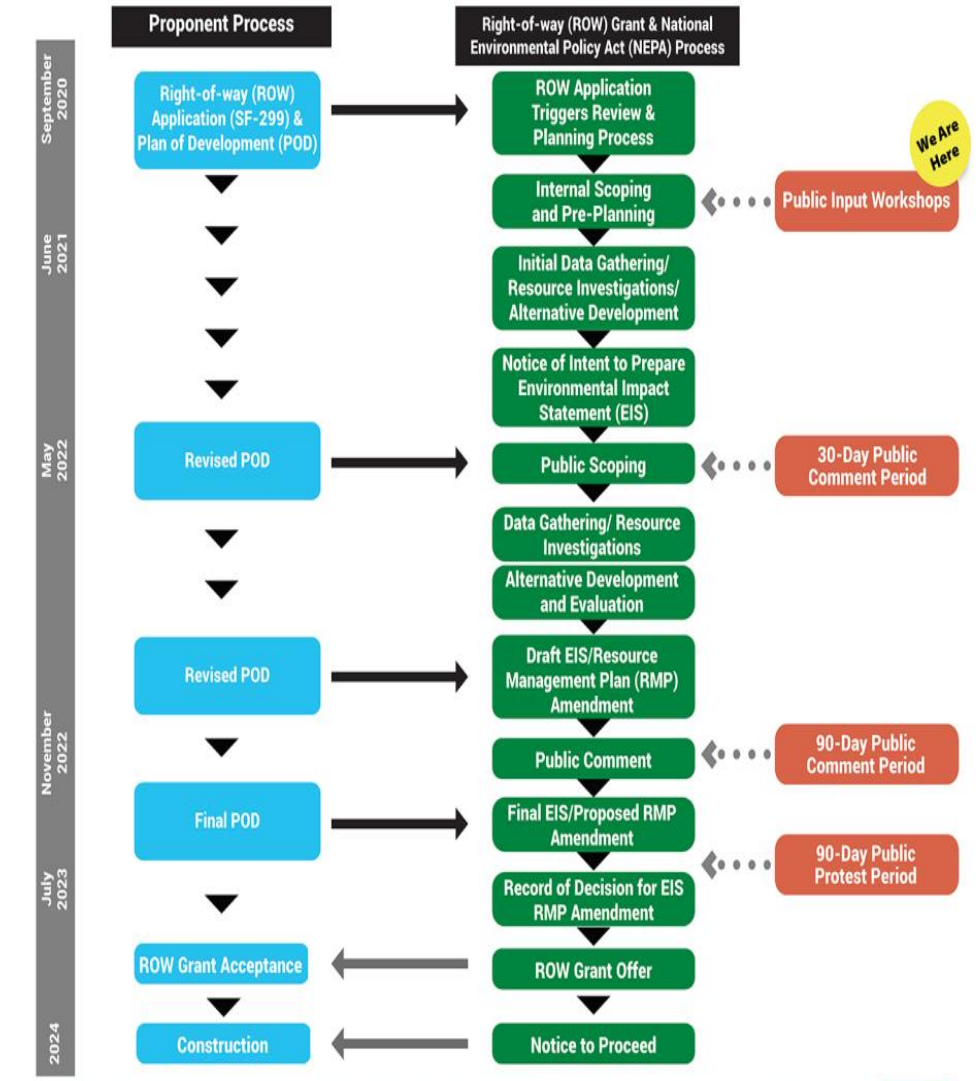 Proponent Process
Right-of-way (ROW) Grant & National
Environmental Policy Act (NEPA) Process
September
2020
Right-of-way (ROW)
Application (SF-299) &
Plan of Development (POD)
ROW Application
Triggers Review &
Planning Process
We Are
Here
Internal Scoping
and Pre-Planning
Public Input Workshops
June
2021
Initial Data Gathering/
Resource Investigations/
Alternative Development
Notice of Intent to Prepare
Environmental Impact
Statement (EIS)
May
2022
Revised POD
Public Scoping
30-Day Public
Comment Period
Data Gathering/ Resource
Investigations
Alternative Development
and Evaluation
Revised POD
Draft EIS/Resource
Management Plan (RMP)
Amendment
November
2022
Public Comment
90-Day Public
Comment Period
Final POD
Final EIS/Proposed RMP
Amendment
90-Day Public
Protest Period
July
2023
Record of Decision for EIS
RMP Amendment
ROW Grant Acceptance
ROW Grant Offer
2024
Construction
Notice to Proceed